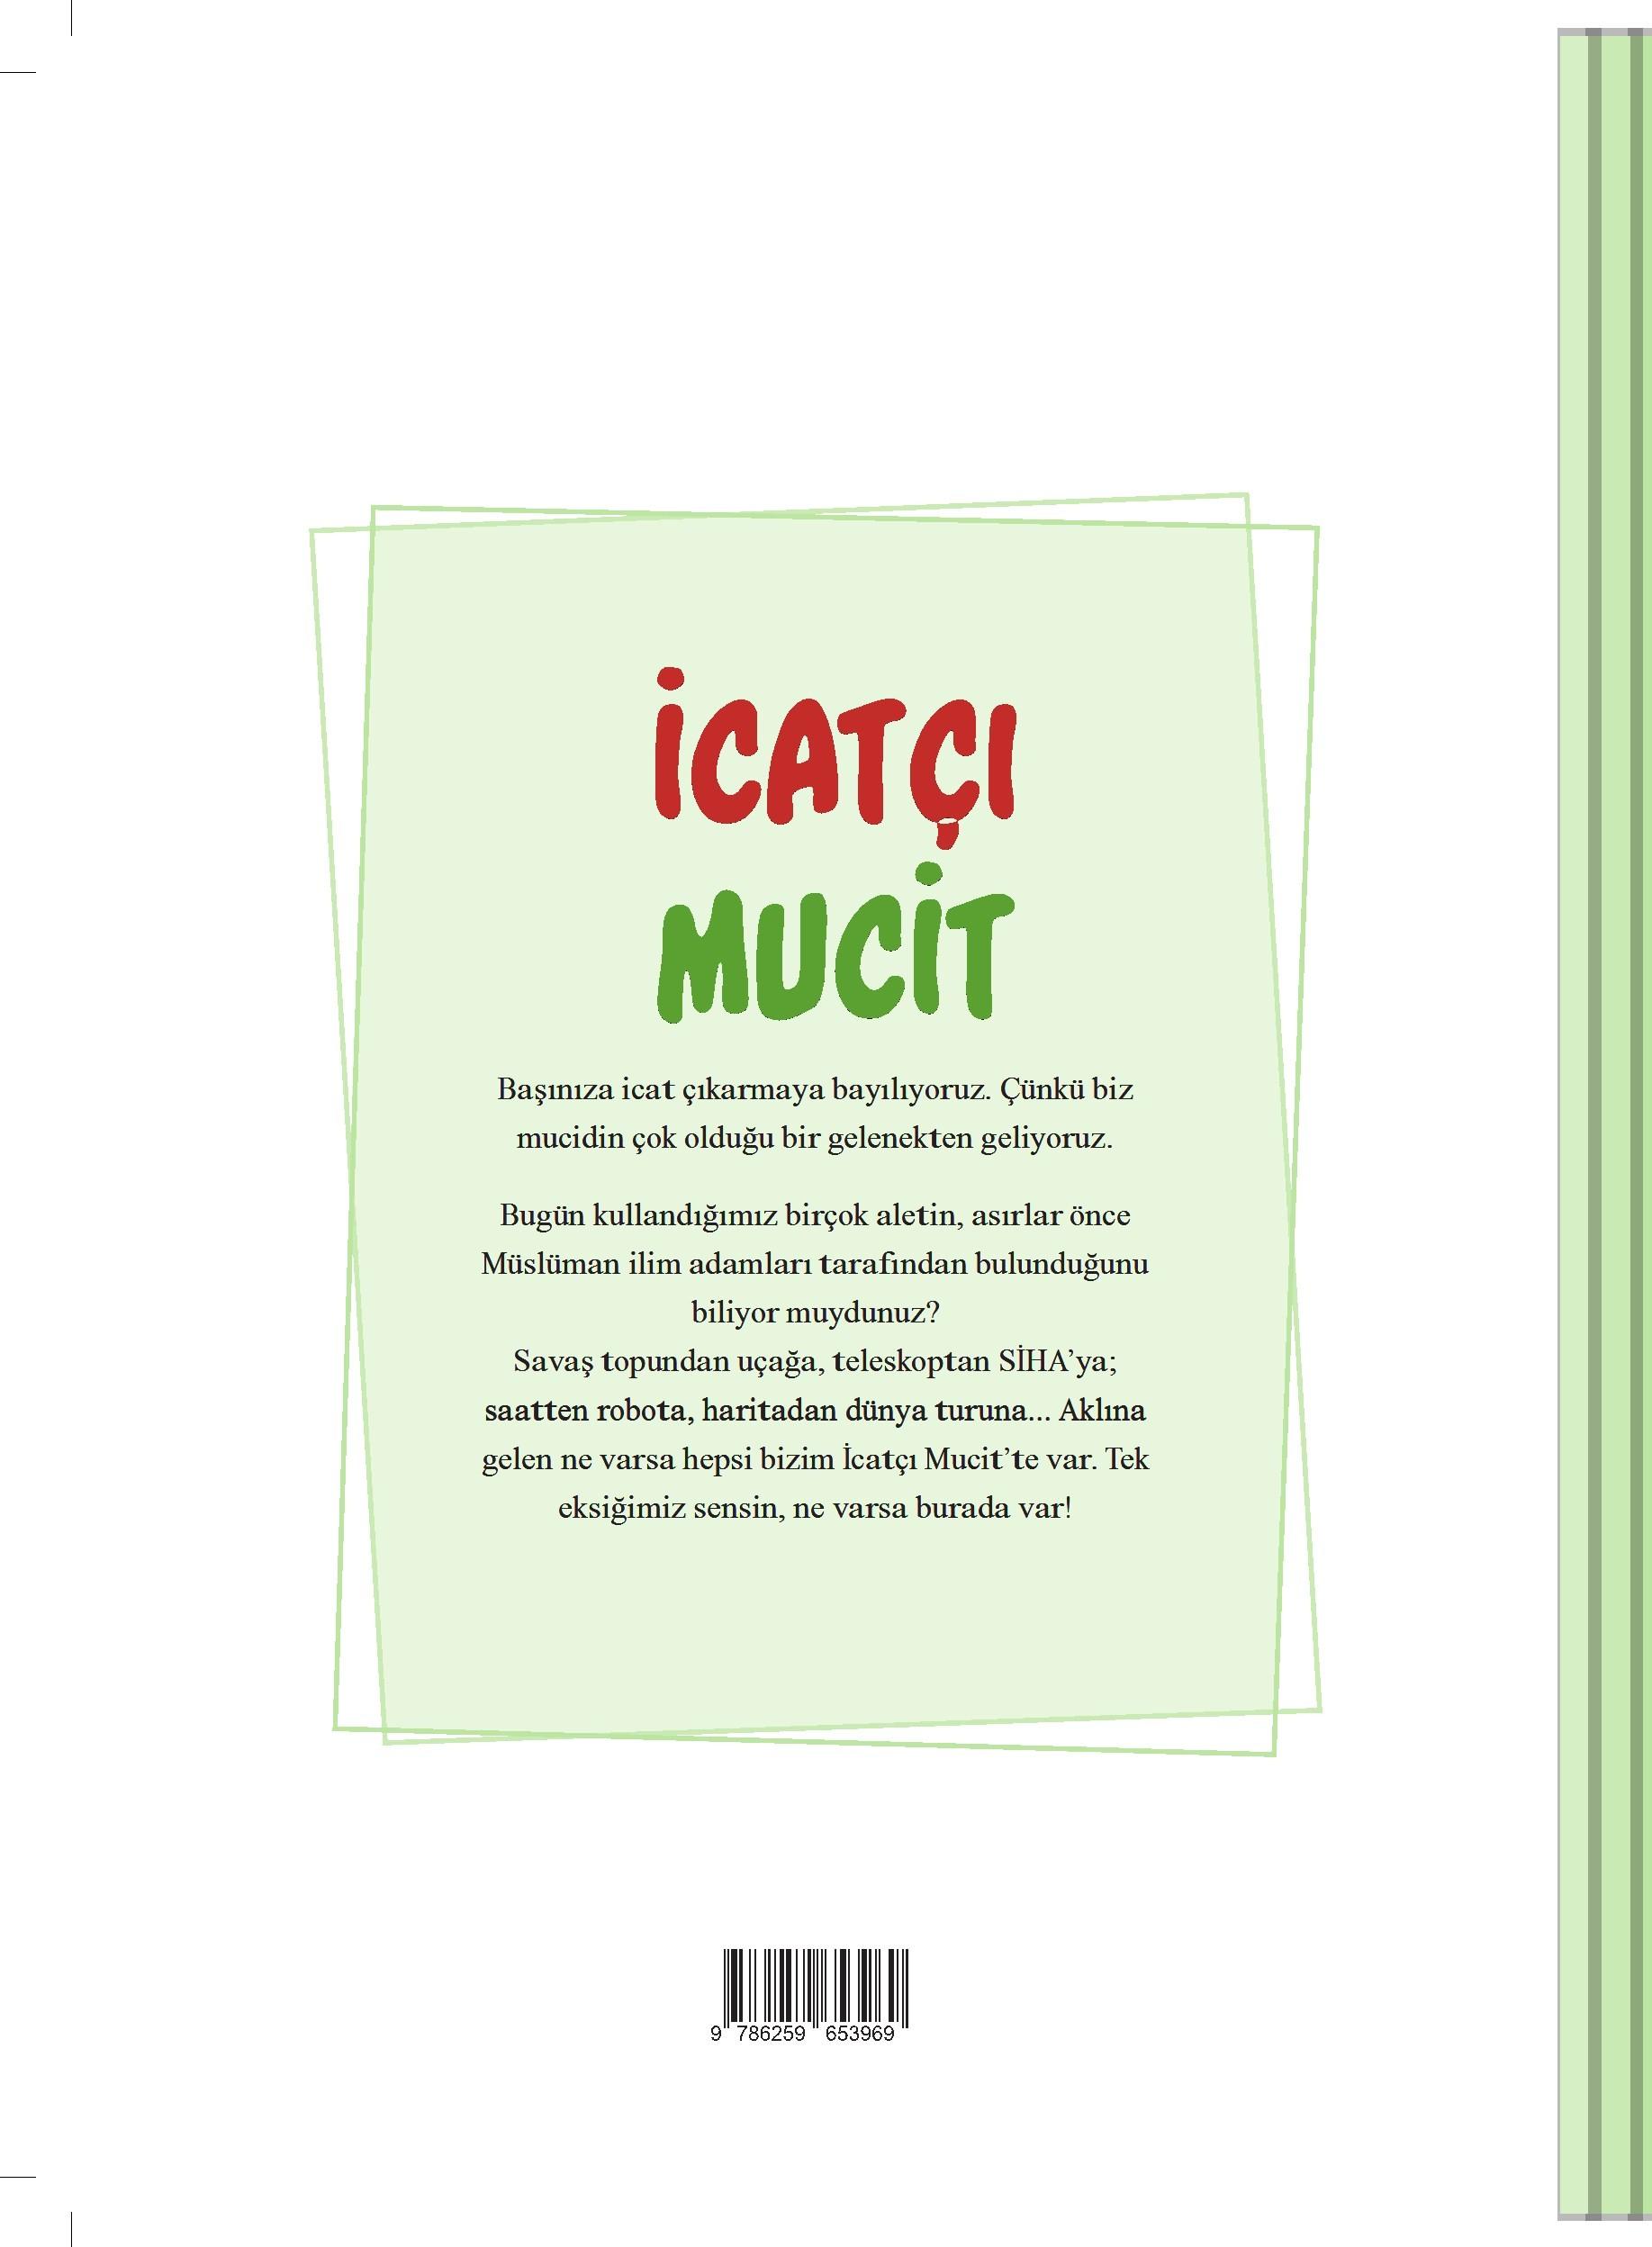 İCATÇI
MUCİT
Başınıza icat çıkarmaya bayılıyoruz. Çünkü biz
mucidin çok olduğu bir gelenekten geliyoruz.
Bugün kullandığımız birçok aletin, asırlar önce
Müslüman ilim adamları tarafından bulunduğunu
biliyor muydunuz?
Savaş topundan uçağa, teleskoptan SİHA’ya;
saatten robota, haritadan dünya turuna... Aklına
gelen ne varsa hepsi bizim İcatçı Mucit’te var. Tek
eksiğimiz sensin, ne varsa burada var!
9 786259 653969